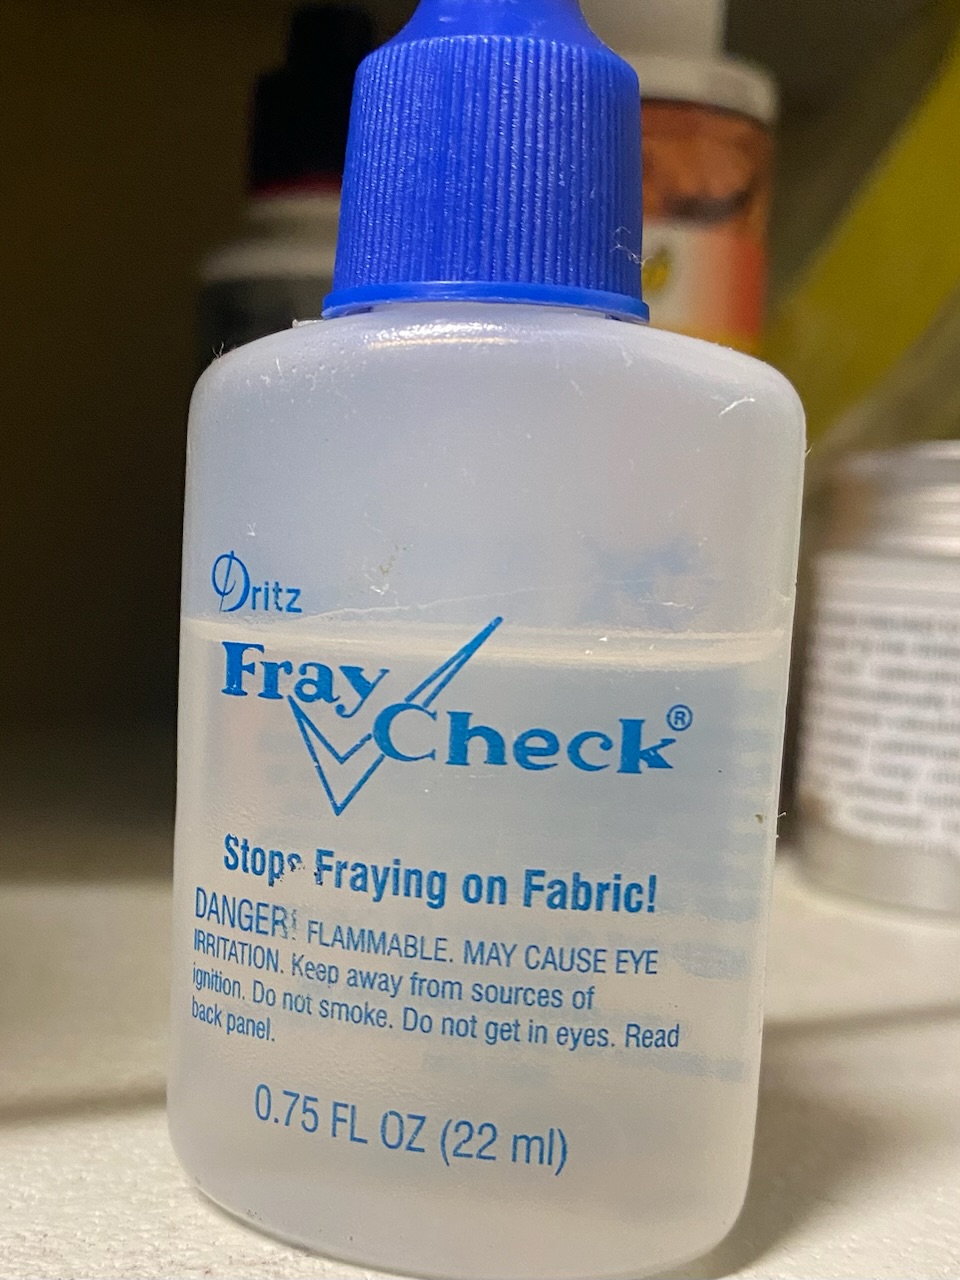 Dritz
Fray Check®
Stops Fraying on Fabric!
DANGER! FLAMMABLE. MAY CAUSE EYE
IRRITATION. Keep away from sources of
ignition. Do not smoke. Do not get in eyes. Read
back panel.
0.75 FL OZ (22 ml)